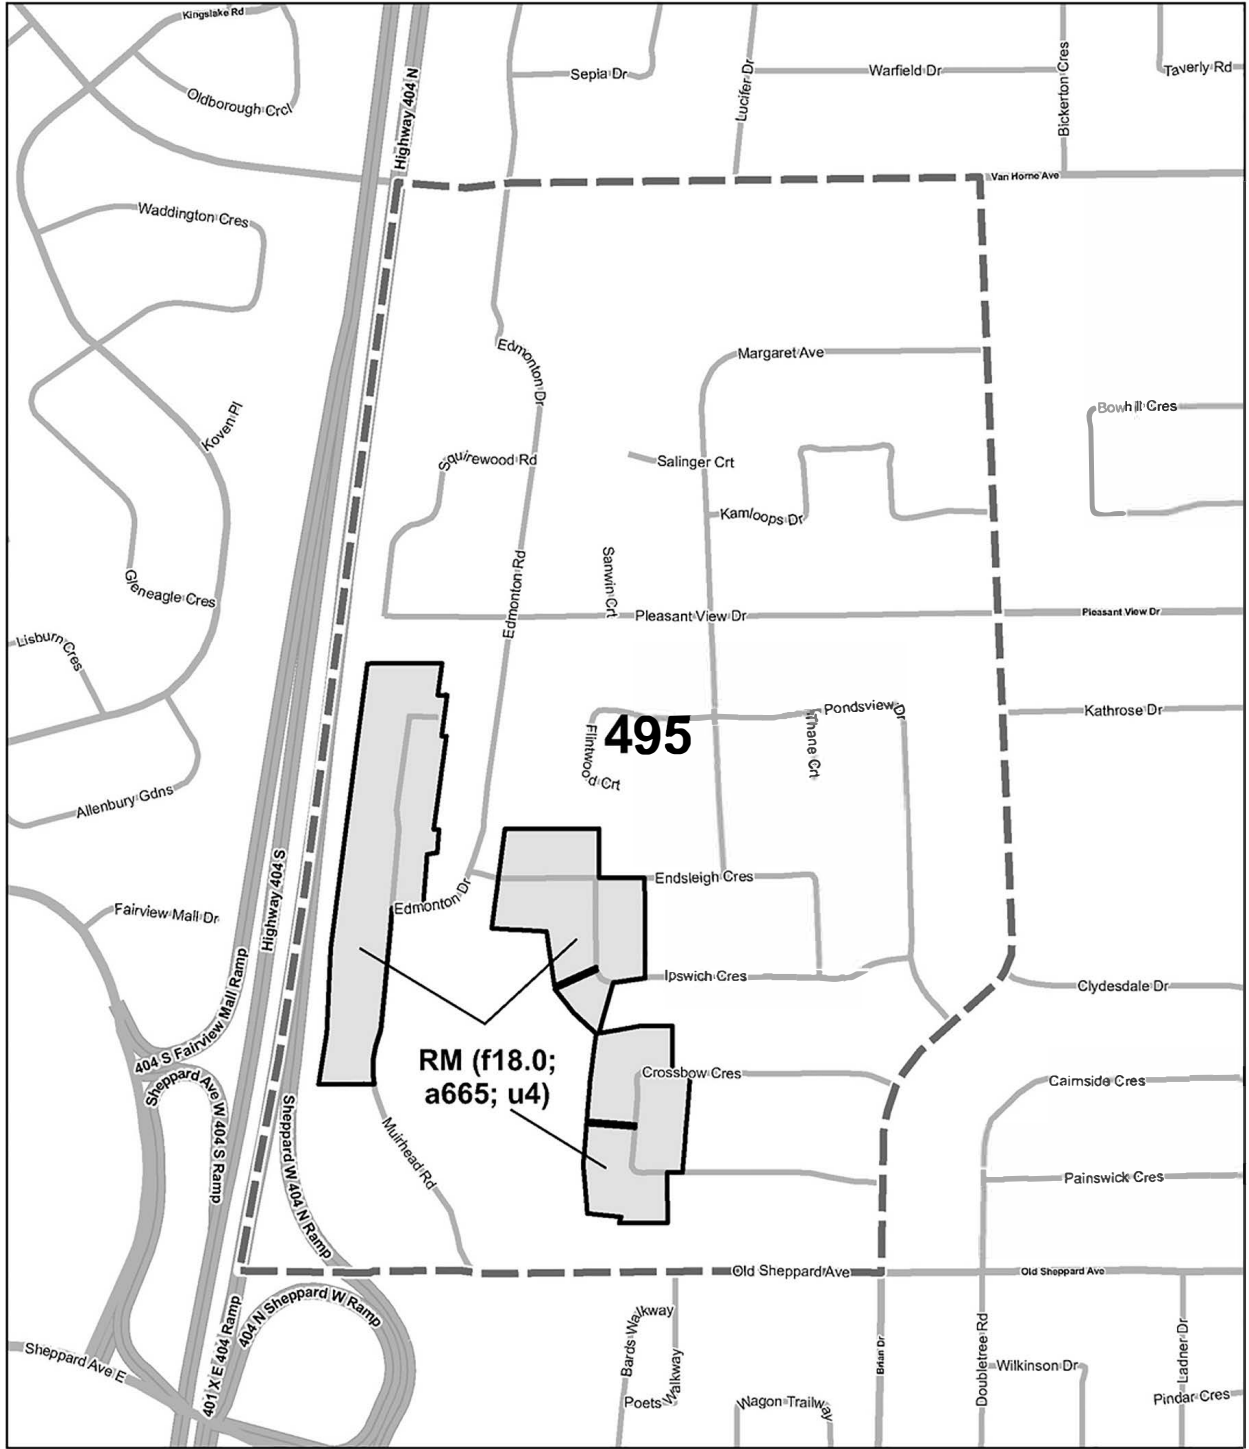 Kingslake Rd
Oldborough Crcl
Highway 404 N
Sepia Dr
Lucifer Dr
Warfield Dr
Bickerton Cres
Taverly Rd
Van Horne Ave
Waddington Cres
Edmonton Dr
Margaret Ave
Bowhill Cres
Koven Pl
Squirewood Rd
Salinger Crt
Kamloops Dr
Edmonton Rd
Sanwin Crt
Gleneagle Cres
Pleasant View Dr
Pleasant View Dr
Lisburn Cres
Pondsview Dr
Kathrose Dr
495
Flintwood Crt
Thane Crt
Allenbury Gdns
Highway 404 S
Endsleigh Cres
Edmonton Dr
Fairview Mall Dr
Ipswich Cres
Clydesdale Dr
404 S Fairview Mall Ramp
RM (f18.0;
a665; u4)
Crossbow Cres
Cairnside Cres
Sheppard Ave W 404 S Ramp
Sheppard W 404 N Ramp
Muirhead Rd
Painswick Cres
Old Sheppard Ave
Old Sheppard Ave
404 N Sheppard W Ramp
401 X E 404 Ramp
Sheppard Ave E
Bards Walkway
Poets Walkway
Wagon Trailway
Brian Dr
Doubletree Rd
Wilkinson Dr
Ladner Dr
Pindar Cres